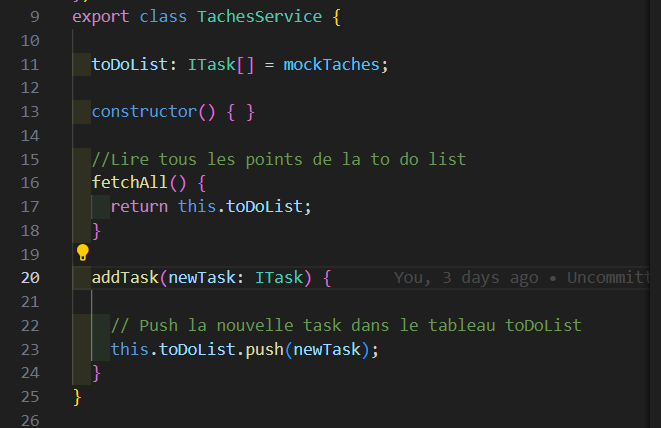 9 export class TachesService {
10
11 toDoList: ITask[] = mockTaches;
12
13 constructor() { }
14
15 //Lire tous les points de la to do list
16 fetchAll() {
17 return this.toDoList;
18 }
19
20 addTask(newTask: ITask) { You, 3 days ago • Uncommitt
21
22 // Push la nouvelle task dans le tableau toDoList
23 this.toDoList.push(newTask);
24 }
25 }
26